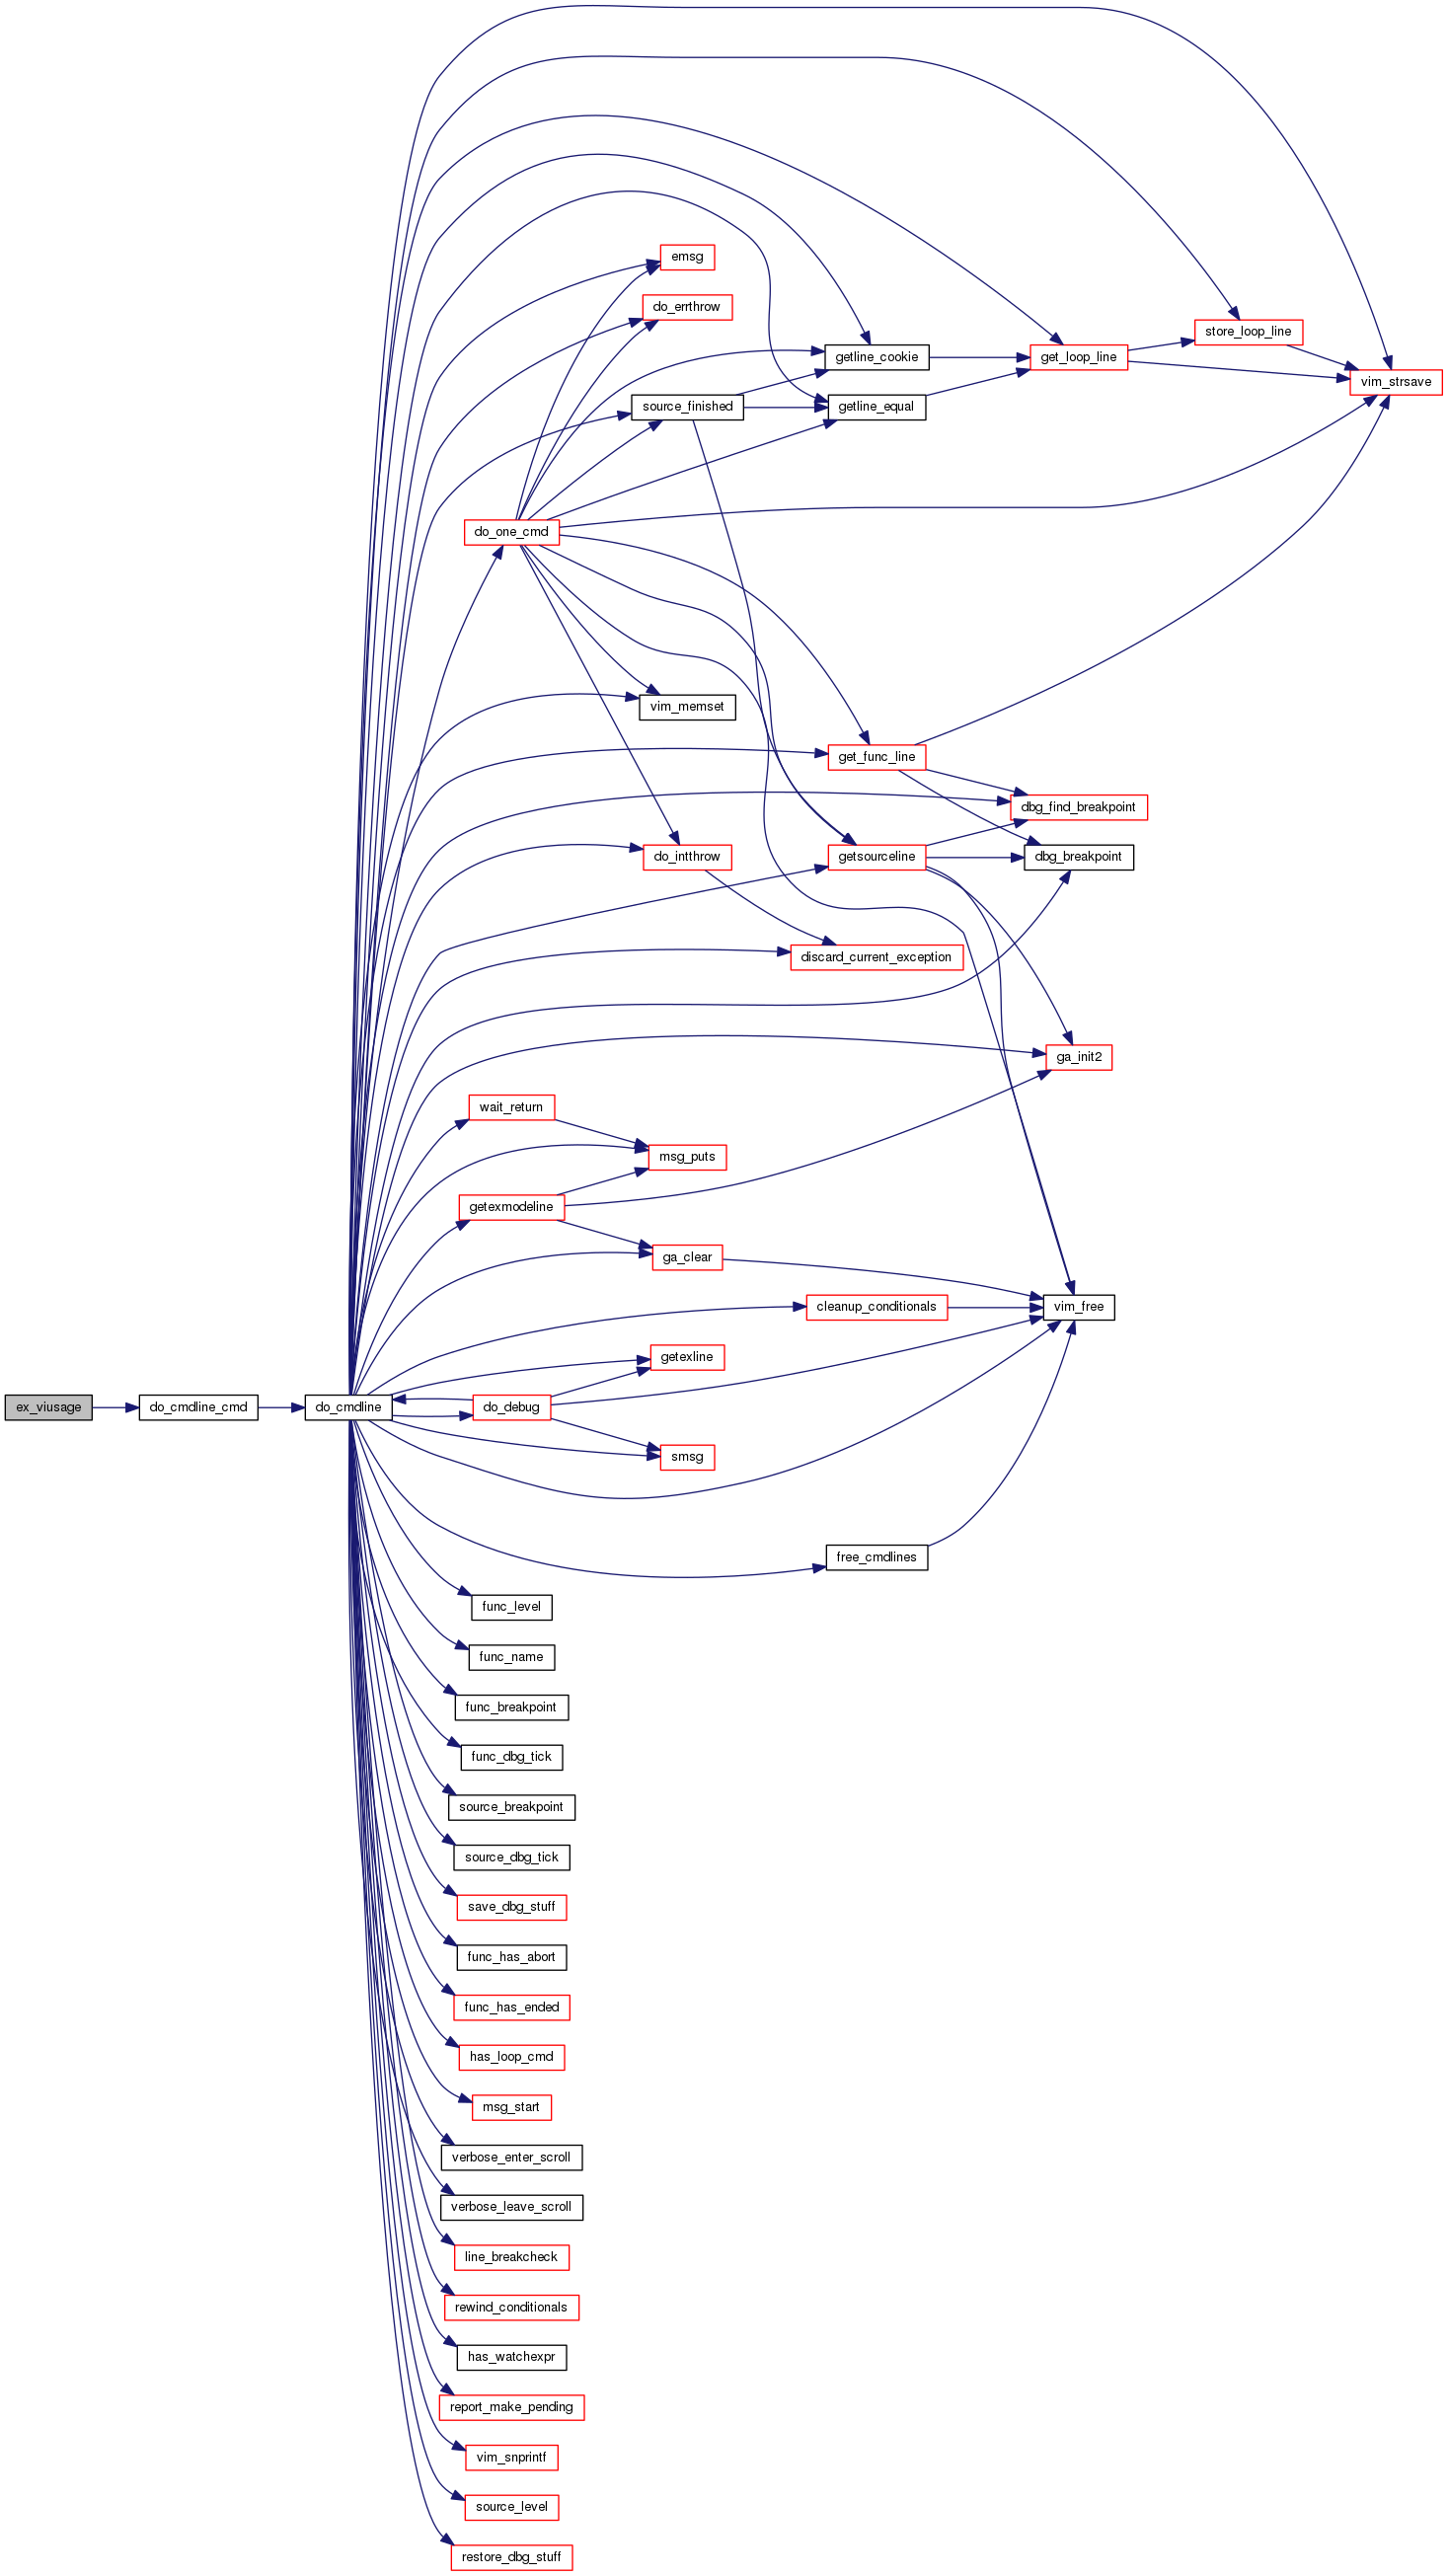 emsg
do_errthrow
store_loop_line
getline_cookie
get_loop_line
vim_strsave
source_finished
getline_equal
do_one_cmd
vim_memset
get_func_line
dbg_find_breakpoint
do_intthrow
getsourceline
dbg_breakpoint
discard_current_exception
ga_init2
wait_return
msg_puts
getexmodeline
ga_clear
cleanup_conditionals
vim_free
getexline
ex_viusage
do_cmdline_cmd
do_cmdline
do_debug
smsg
free_cmdlines
func_level
func_name
func_breakpoint
func_dbg_tick
source_breakpoint
source_dbg_tick
save_dbg_stuff
func_has_abort
func_has_ended
has_loop_cmd
msg_start
verbose_enter_scroll
verbose_leave_scroll
line_breakcheck
rewind_conditionals
has_watchexpr
report_make_pending
vim_snprintf
source_level
restore_dbg_stuff